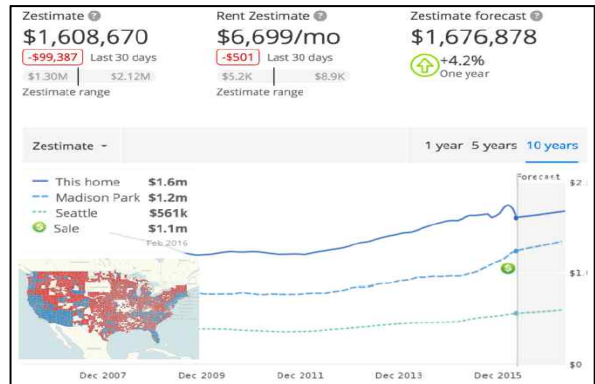 Zestimate ?
$1,608,670
-$99,387 Last 30 days
$1.30M $2.12M
Zestimate range
Rent Zestimate ?
$6,699/mo
-$501 Last 30 days
$5.2K $8.9K
Zestimate range
Zestimate forecast ?
$1,676,878
+4.2%
One year
Zestimate
1 year 5 years 10 years
This home $1.6m
Madison Park $1.2m
Seattle $561k
$ Sale $1.1m
Feb 2016
Forecast
$2.
$1.
$0
$
Dec 2007 Dec 2009 Dec 2011 Dec 2013 Dec 2015